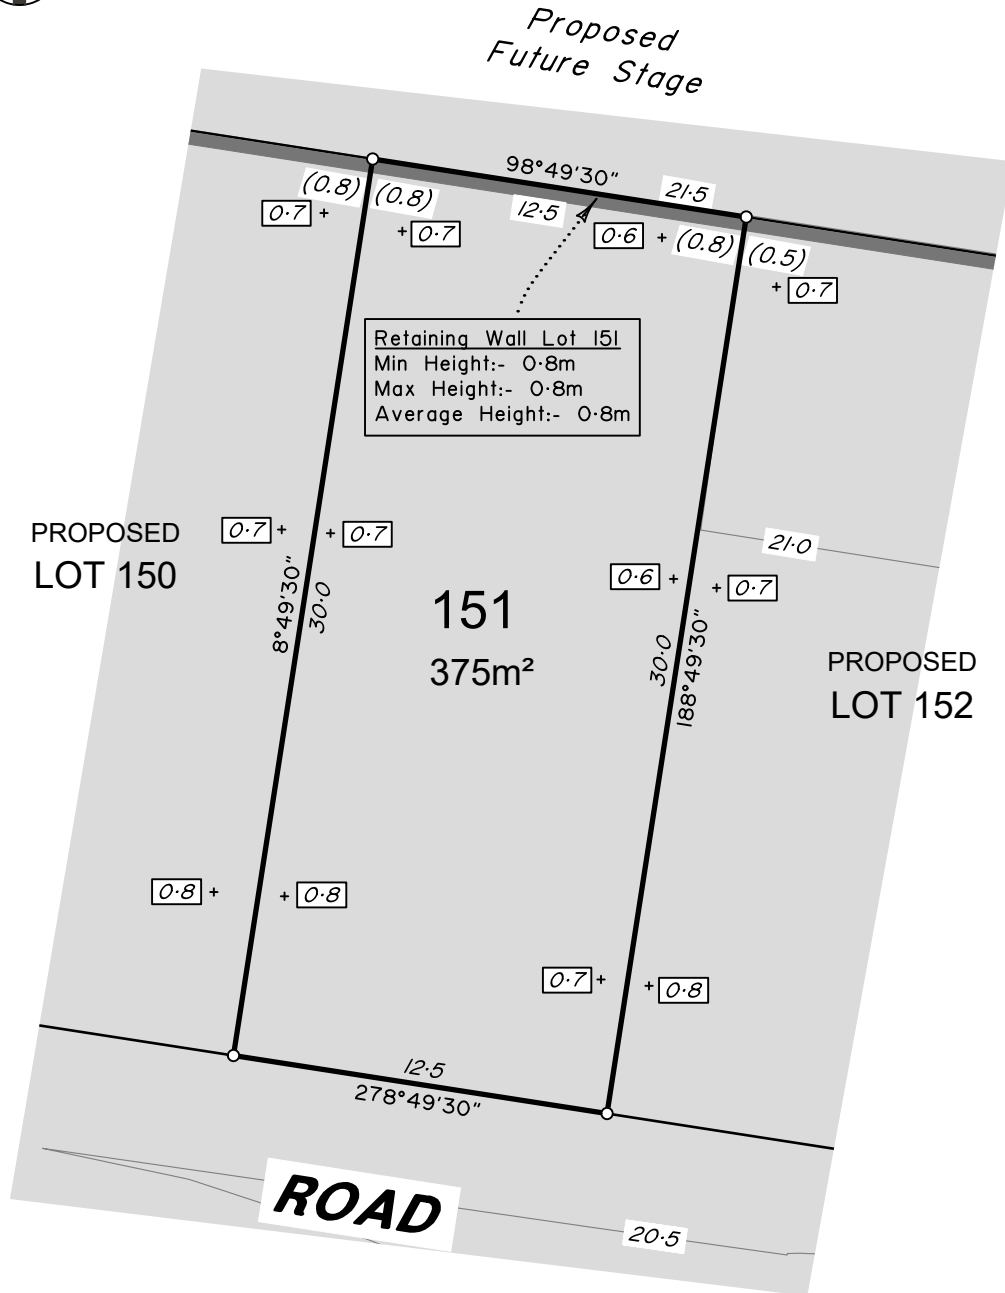 Proposed
Future Stage
98°49'30"
21·5
(0.8)
(0.8)
12·5
0·7
0·7
0·6
(0.8)
(0.5)
0·7
Retaining Wall Lot 151
Min Height:- 0·8m
Max Height:- 0·8m
Average Height:- 0·8m
PROPOSED
LOT 150
0·7
0·7
21·0
0·6
0·7
8°49'30"
30·0
151
375m²
30·0
188°49'30"
PROPOSED
LOT 152
0·8
0·8
0·7
0·8
12·5
278°49'30"
ROAD
20·5